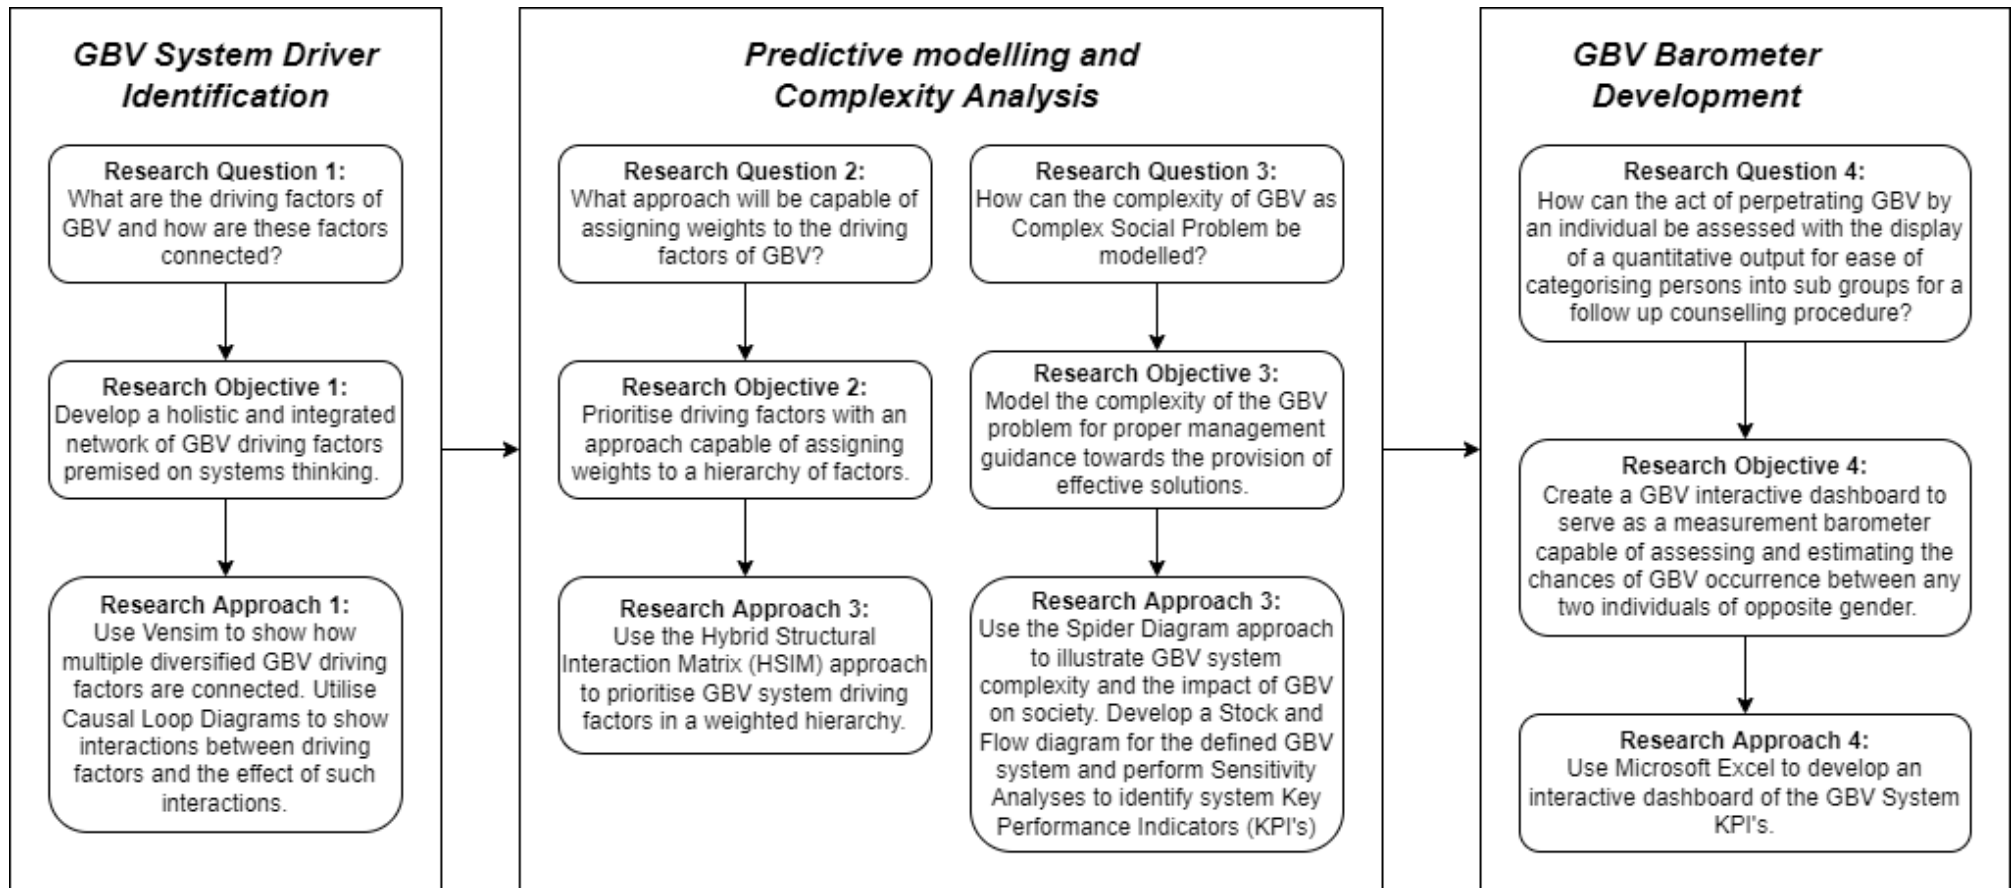 GBV System Driver
Identification
Research Question 1:
What are the driving factors of
GBV and how are these factors
connected?
Research Objective 1:
Develop a holistic and integrated
network of GBV driving factors
premised on systems thinking.
Research Approach 1:
Use Vensim to show how
multiple diversified GBV driving
factors are connected. Utilise
Causal Loop Diagrams to show
interactions between driving
factors and the effect of such
interactions.
Predictive modelling and
Complexity Analysis
Research Question 2:
What approach will be capable of
assigning weights to the driving
factors of GBV?
Research Objective 2:
Prioritise driving factors with an
approach capable of assigning
weights to a hierarchy of factors.
Research Approach 3:
Use the Hybrid Structural
Interaction Matrix (HSIM) approach
to prioritise GBV system driving
factors in a weighted hierarchy.
Research Question 3:
How can the complexity of GBV as
Complex Social Problem be
modelled?
Research Objective 3:
Model the complexity of the GBV
problem for proper management
guidance towards the provision of
effective solutions.
Research Approach 3:
Use the Spider Diagram approach
to illustrate GBV system
complexity and the impact of GBV
on society. Develop a Stock and
Flow diagram for the defined GBV
system and perform Sensitivity
Analyses to identify system Key
Performance Indicators (KPI's)
GBV Barometer
Development
Research Question 4:
How can the act of perpetrating GBV by
an individual be assessed with the display
of a quantitative output for ease of
categorising persons into sub groups for a
follow up counselling procedure?
Research Objective 4:
Create a GBV interactive dashboard to
serve as a measurement barometer
capable of assessing and estimating the
chances of GBV occurrence between any
two individuals of opposite gender.
Research Approach 4:
Use Microsoft Excel to develop an
interactive dashboard of the GBV System
KPI's.